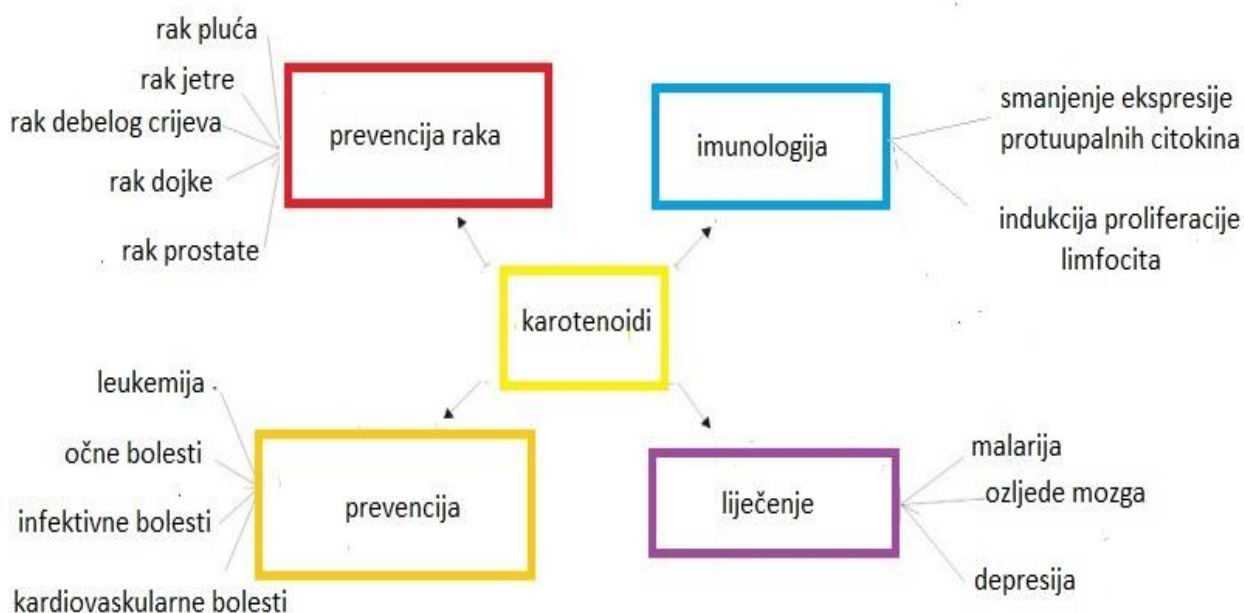 rak pluća
rak jetre
rak debelog crijeva
rak dojke
rak prostate
prevencija raka
imunologija
smanjenje ekspresije
protuupalnih citokina
indukcija proliferacije
limfocita
karotenoidi
leukemija
očne bolesti
infektivne bolesti
kardiovaskularne bolesti
prevencija
liječenje
malarija
ozljede mozga
depresija